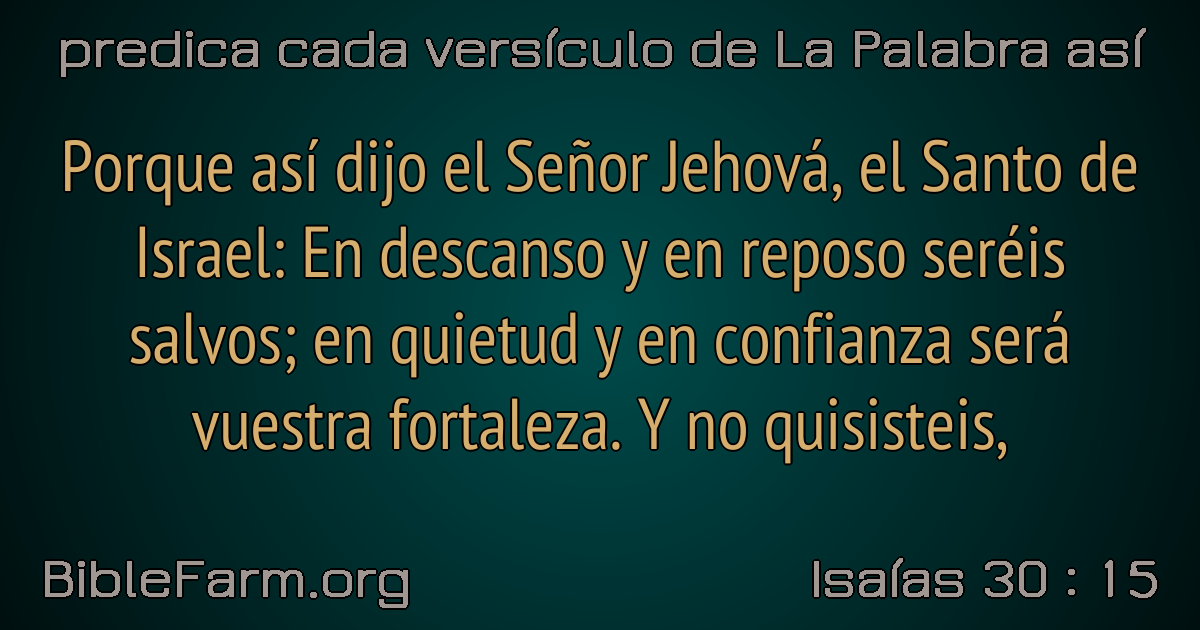 predica cada versículo de La Palabra así
Porque así dijo el Señor Jehová, el Santo de
Israel: En descanso y en reposo seréis
salvos; en quietud y en confianza será
vuestra fortaleza. Y no quisisteis,
BibleFarm.org
Isaías 30 : 15